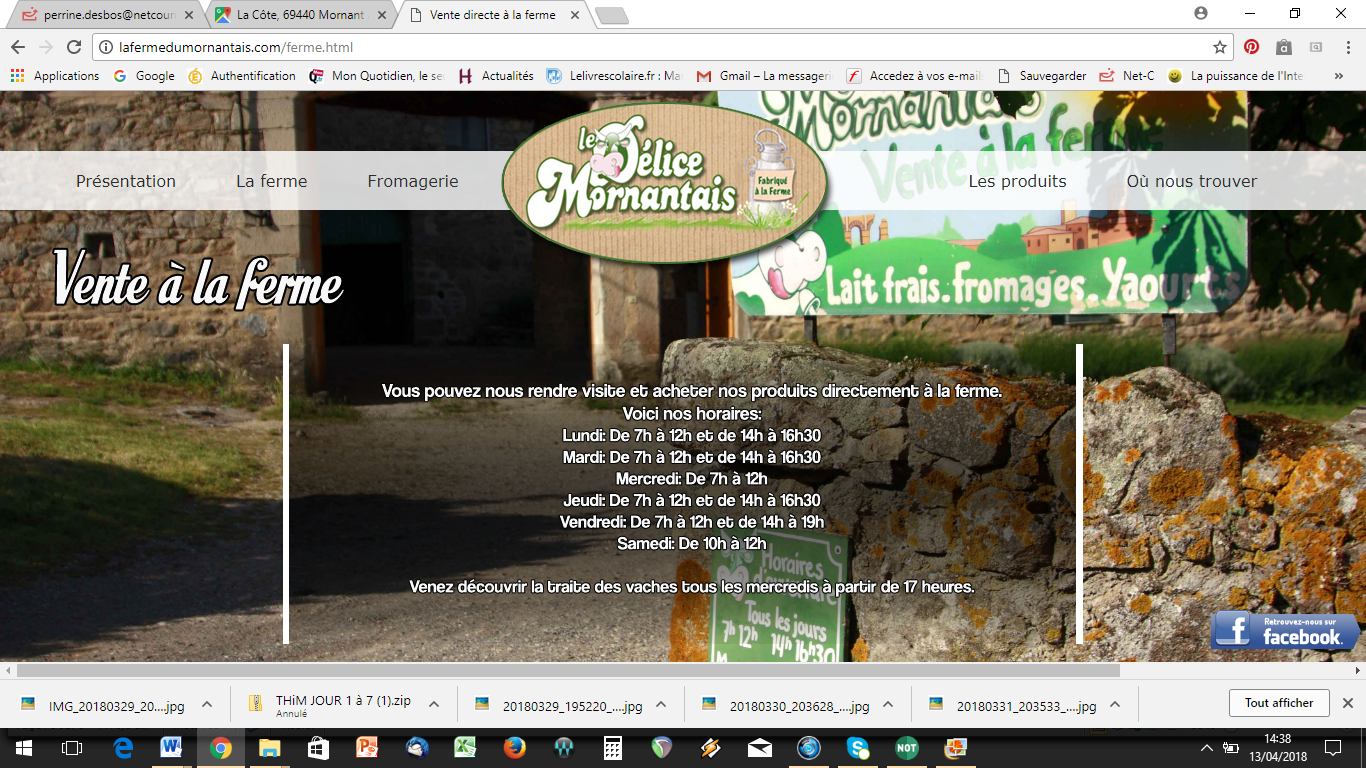 perrine.desbos@netcour
La Côte, 69440 Mornant
Vente directe à la ferme
lafermedumornantais.com/ferme.html
Applications
Google
Authentification
Mon Quotidien, le se
Actualités
Lelivrescolaire.fr : Ma
Gmail – La messageri
Accedez à vos e-mail
Sauvegarder
Net-C
La puissance de l'Inte
»
Mornantais
Vente à la ferme
Présentation
La ferme
Fromagerie
le Délice
Mornantais
Fabriqué
à la Ferme
Les produits
Où nous trouver
Lait frais. fromages. Yaourts
Vente à la ferme
Vous pouvez nous rendre visite et acheter nos produits directement à la ferme.
Voici nos horaires:
Lundi: De 7h à 12h et de 14h à 16h30
Mardi: De 7h à 12h et de 14h à 16h30
Mercredi: De 7h à 12h
Jeudi: De 7h à 12h et de 14h à 16h30
Vendredi: De 7h à 12h et de 14h à 19h
Samedi: De 10h à 12h
Horaires
d'ouverture
Venez découvrir la traite des vaches tous les mercredis à partir de 17 heures.
Tous les jours
7h 12h 14h 16h30
Retrouvez-nous sur
facebook.
IMG_20180329_20....jpg
THiM JOUR 1 à 7 (1).zip
Annulé
20180329_195220_....jpg
20180330_203628_....jpg
20180331_203533_....jpg
Tout afficher
NOT
14:38
13/04/2018